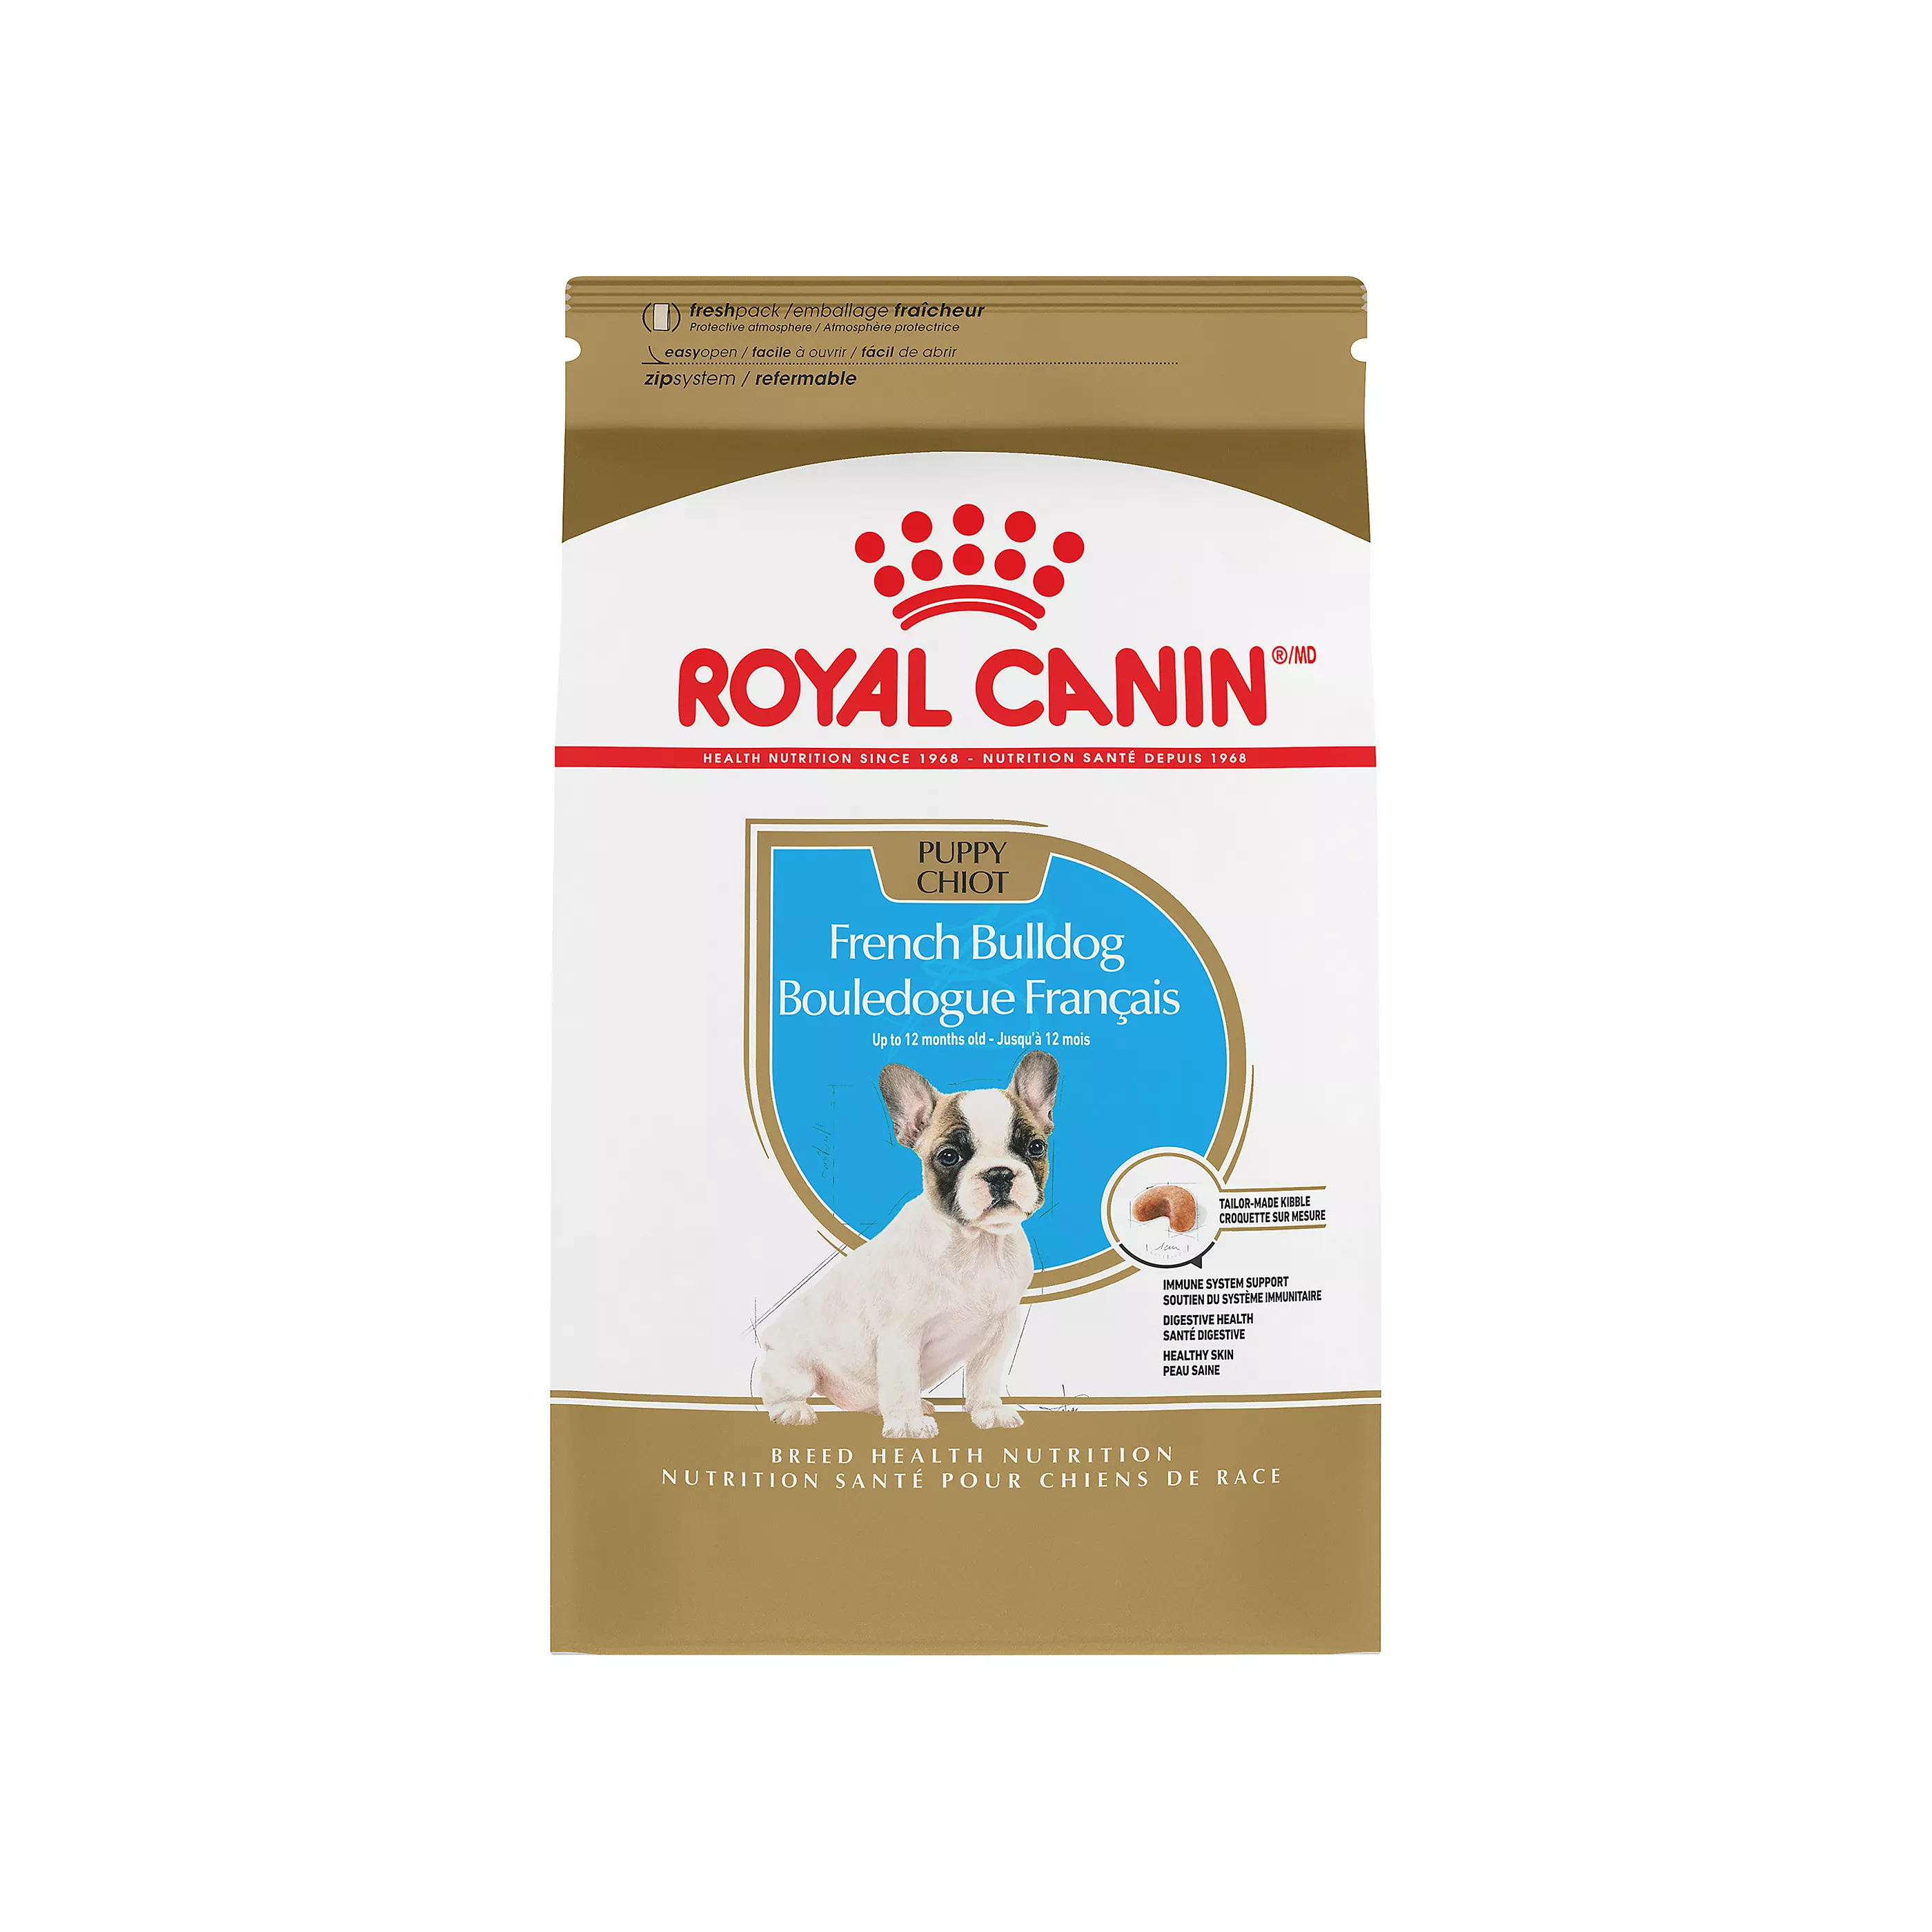 freshpack / emballage fraîcheur
Protective atmosphere / Atmosphère protectrice
easyopen / facile à ouvrir / fácil de abrir
zipsystem / refermable
ROYAL CANIN®/MD
HEALTH NUTRITION SINCE 1968 - NUTRITION SANTÉ DEPUIS 1968
PUPPY
CHIOT
French Bulldog
Bouledogue Français
Up to 12 months old - Jusqu'à 12 mois
TAILOR-MADE KIBBLE
CROQUETTE SUR MESURE
1cm
IMMUNE SYSTEM SUPPORT
SOUTIEN DU SYSTÈME IMMUNITAIRE
DIGESTIVE HEALTH
SANTÉ DIGESTIVE
HEALTHY SKIN
PEAU SAINE
BREED HEALTH NUTRITION
NUTRITION SANTÉ POUR CHIENS DE RACE